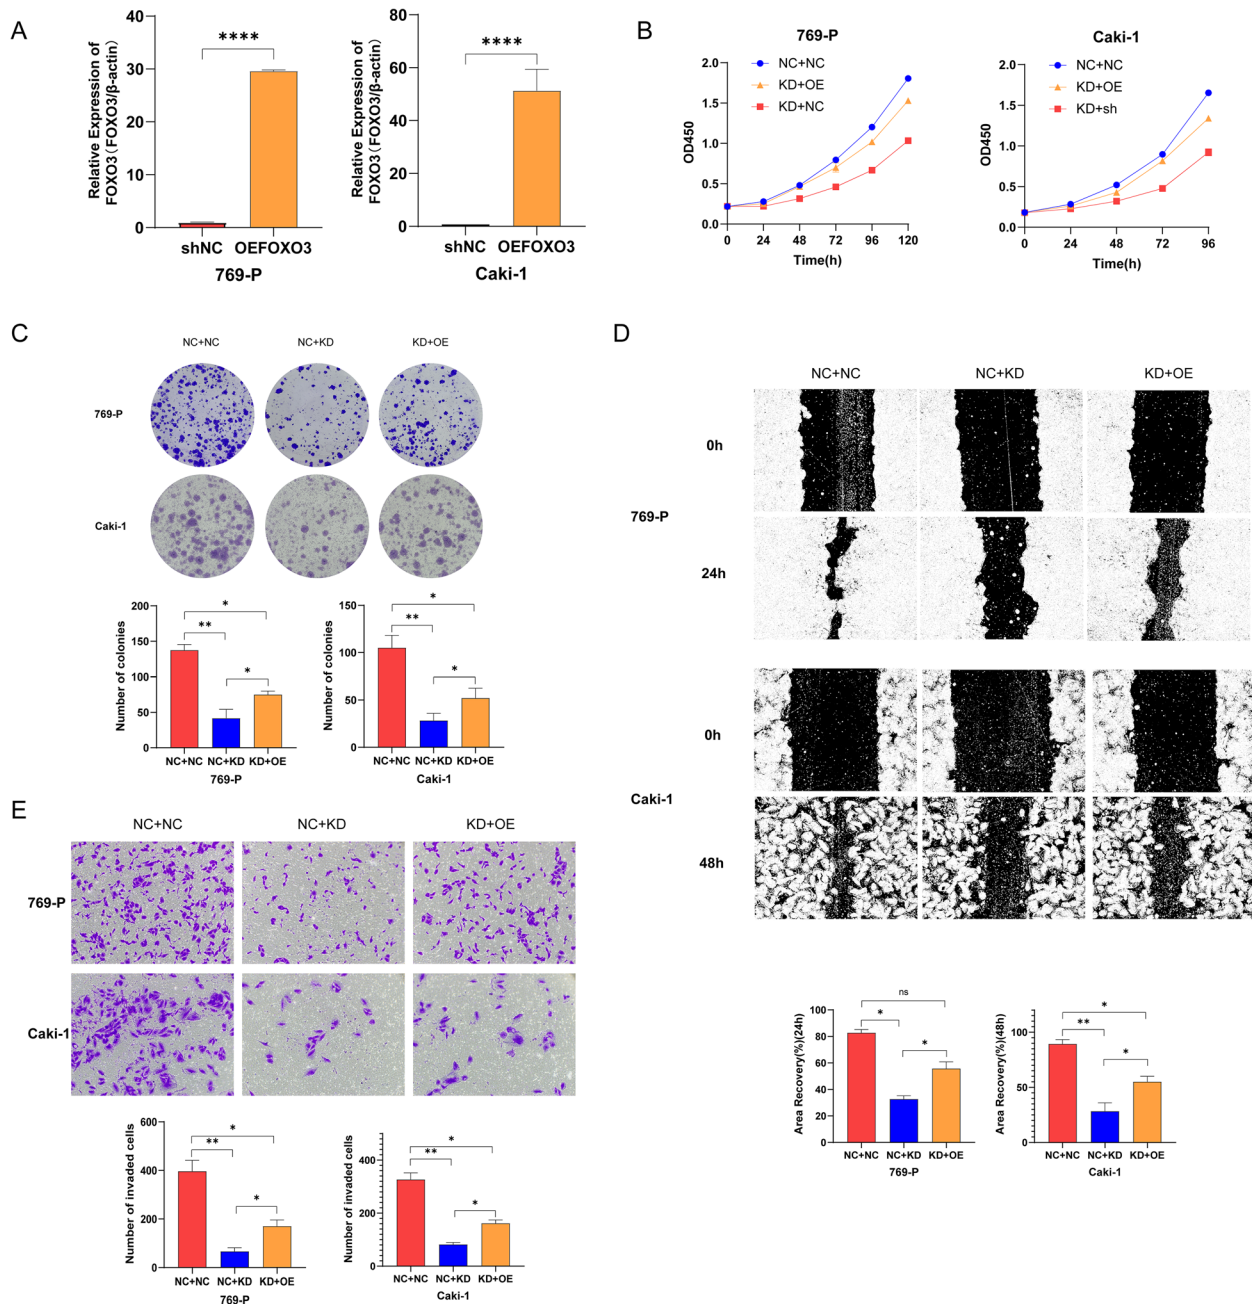 A
Relative Expression of
FOXO3(FOXO3/β-actin)
40
30
20
10
0
****
shNC OEFOXO3
769-P
Relative Expression of
FOXO3(FOXO3/β-actin)
80
60
40
20
0
****
shNC OEFOXO3
Caki-1
B
769-P
NC+NC
KD+OE
KD+NC
OD450
2.0
1.5
1.0
0.5
0.0
0 24 48 72 96 120
Time(h)
Caki-1
NC+NC
KD+OE
KD+sh
OD450
2.0
1.5
1.0
0.5
0.0
0 24 48 72 96
Time(h)
C
NC+NC NC+KD KD+OE
769-P
Caki-1
Number of colonies
200
150
100
50
0
*
**
*
NC+NC NC+KD KD+OE
769-P
Number of colonies
150
100
50
0
*
**
*
NC+NC NC+KD KD+OE
Caki-1
D
NC+NC NC+KD KD+OE
0h
769-P
24h
0h
Caki-1
48h
Area Recovery(%)(24h)
100
80
60
40
20
0
ns
*
*
NC+NC NC+KD KD+OE
769-P
Area Recovery(%)(48h)
100
50
0
*
**
*
NC+NC NC+KD KD+OE
Caki-1
E
NC+NC NC+KD KD+OE
769-P
Caki-1
Number of invaded cells
600
400
200
0
*
**
*
NC+NC NC+KD KD+OE
769-P
Number of invaded cells
400
200
0
*
**
*
NC+NC NC+KD KD+OE
Caki-1